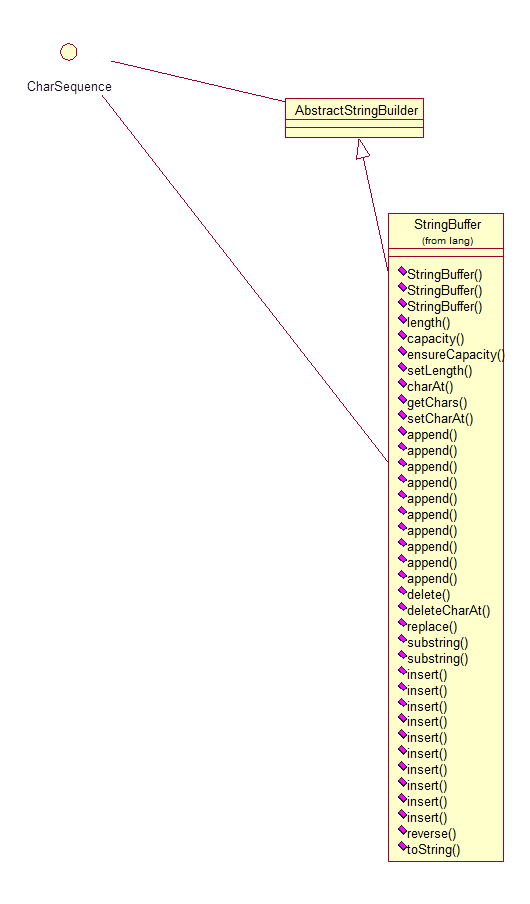 CharSequence
AbstractStringBuilder
StringBuffer
(from lang)
StringBuffer()
StringBuffer()
StringBuffer()
length()
capacity()
ensureCapacity()
setLength()
charAt()
getChars()
setCharAt()
append()
append()
append()
append()
append()
append()
append()
append()
append()
append()
delete()
deleteCharAt()
replace()
substring()
substring()
insert()
insert()
insert()
insert()
insert()
insert()
insert()
insert()
insert()
insert()
reverse()
toString()